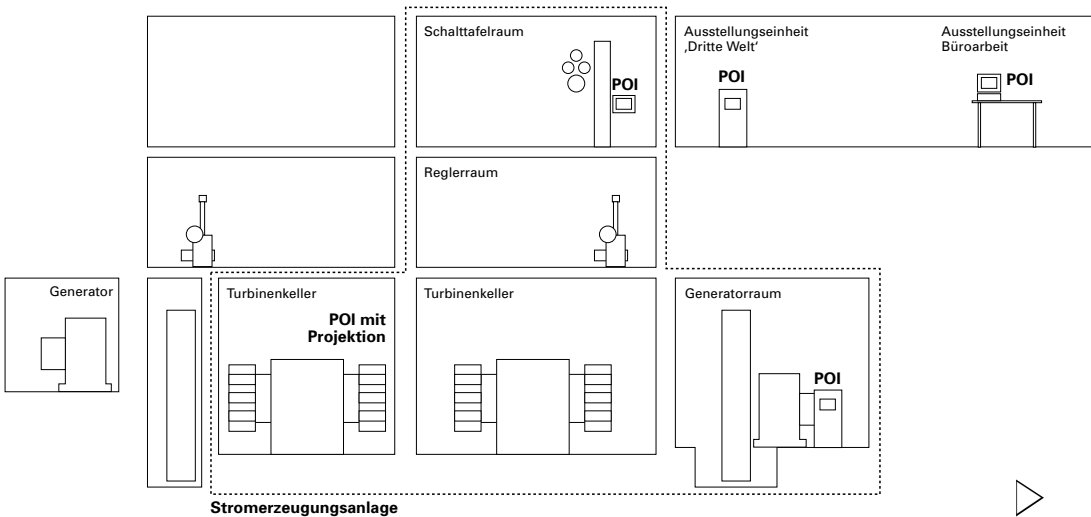 Schalttafelraum
POI
Ausstellungseinheit
‚Dritte Welt‘
POI
Ausstellungseinheit
Büroarbeit
POI
Reglerraum
Generator
Turbinenkeller
POI mit
Projektion
Turbinenkeller
Generatorraum
POI
Stromerzeugungsanlage